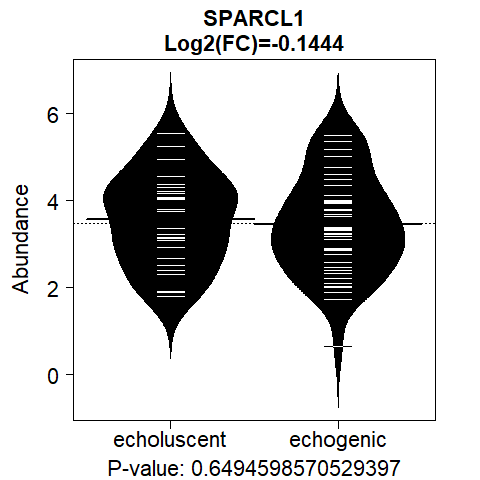 SPARCL1
Log2(FC)=-0.1444
Abundance
6
4
2
0
echoluscent echogenic
P-value: 0.6494598570529397